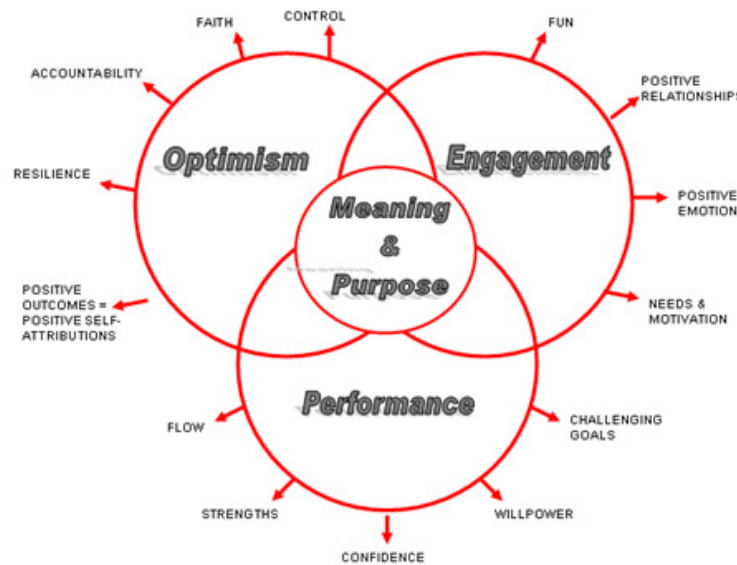 CONTROL
FAITH
FUN
ACCOUNTABILITY
POSITIVE
RELATIONSHIPS
Optimism
Engagement
RESILIENCE
Meaning
&
Purpose
POSITIVE
EMOTION
POSITIVE
OUTCOMES =
POSITIVE SELF-
ATTRIBUTIONS
NEEDS &
MOTIVATION
Performance
FLOW
CHALLENGING
GOALS
STRENGTHS
WILLPOWER
CONFIDENCE